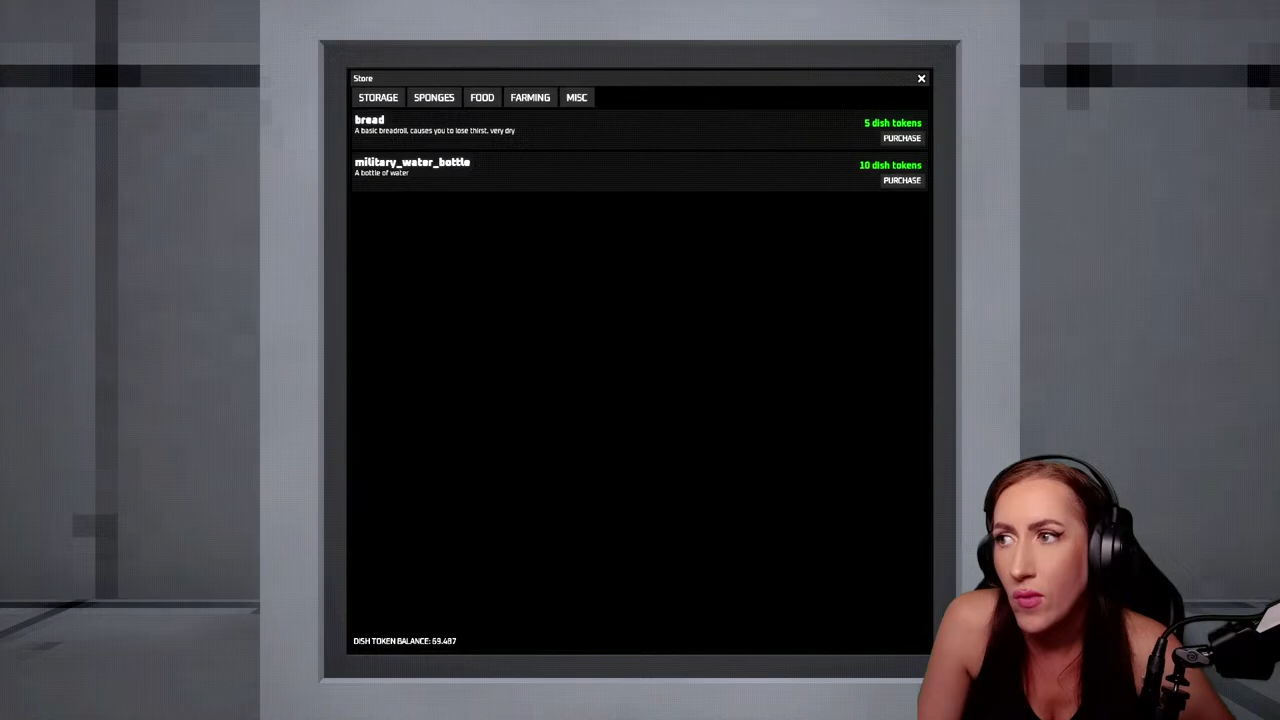 Store
STORAGE SPONGES FOOD FARMING MISC
bread
A basic breadroll, causes you to lose thirst, very dry
5 dish tokens
PURCHASE
military_water_bottle
A bottle of water
10 dish tokens
PURCHASE
DISH TOKEN BALANCE: 69.487